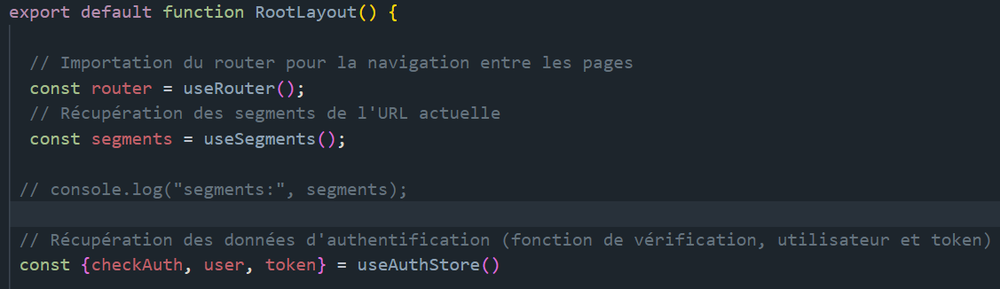 export default function RootLayout() {
// Importation du router pour la navigation entre les pages
const router = useRouter();
// Récupération des segments de l'URL actuelle
const segments = useSegments();
// console.log("segments:", segments);
// Récupération des données d'authentification (fonction de vérification, utilisateur et token)
const {checkAuth, user, token} = useAuthStore()